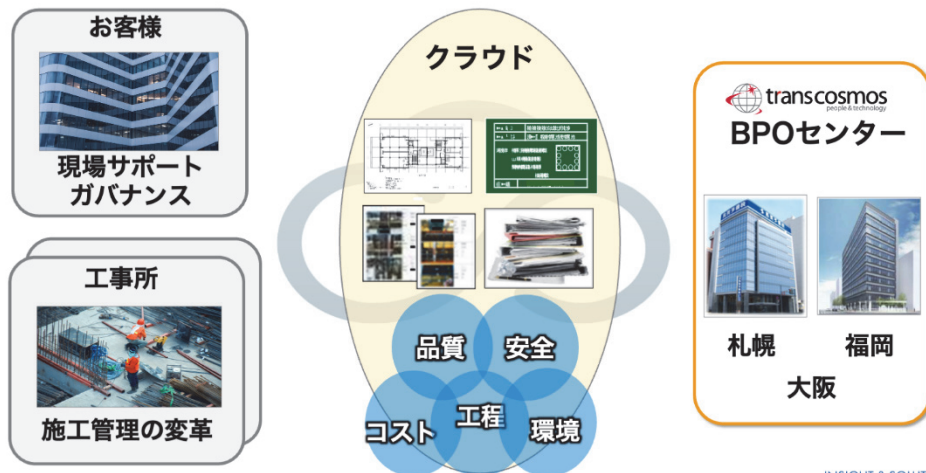 お客様
現場サポート
ガバナンス
工事所
施工管理の変革
クラウド
品質
安全
コスト
工程
環境
transcosmos
people & technology
BPOセンター
札幌
福岡
大阪